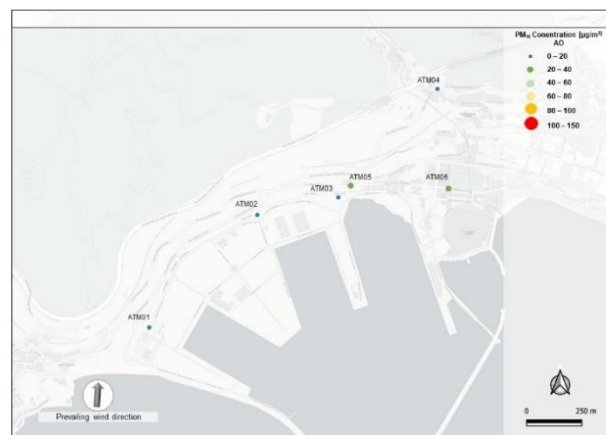 PM₁₀ Conentration [µg/m³]
AO
0 – 20
20 – 40
40 – 60
60 – 80
80 – 100
100 – 150
ATM04
ATM05
ATM06
ATM03
ATM02
ATM01
Prevailing wind direction
0 250 m